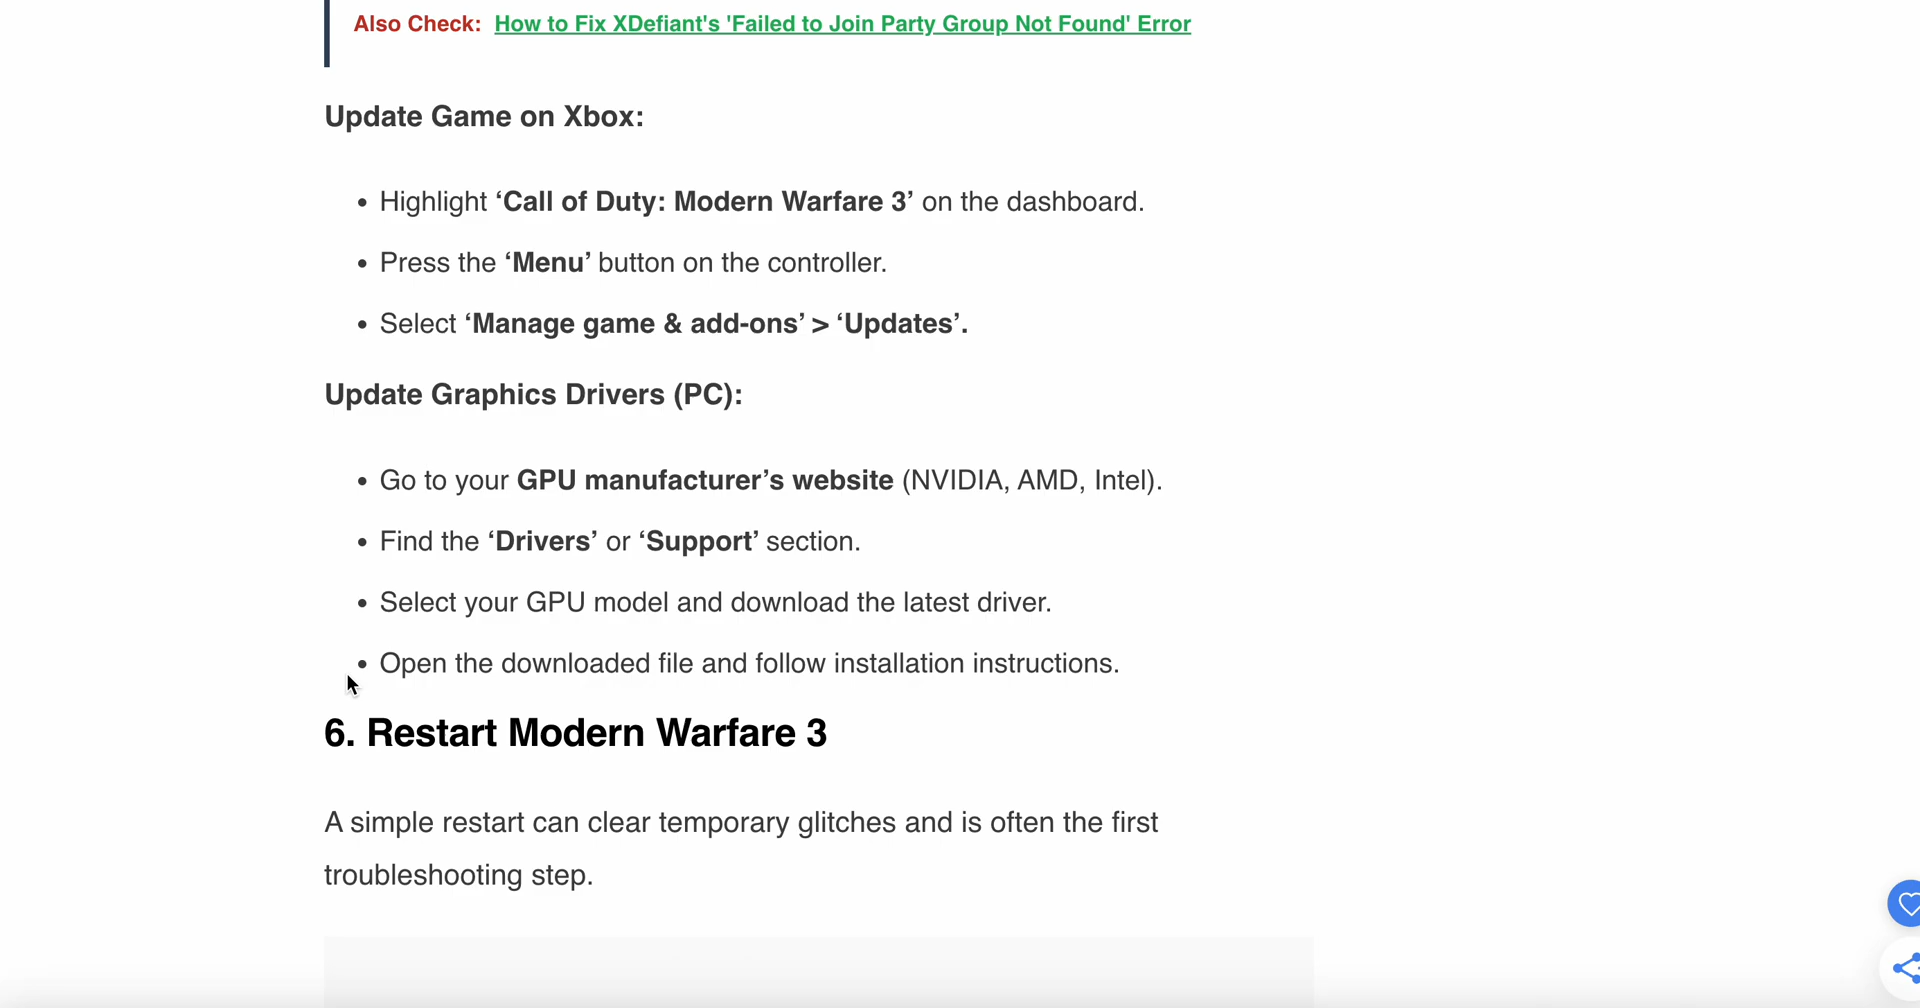 Also Check: How to Fix XDefiant's 'Failed to Join Party Group Not Found' Error
Update Game on Xbox:
• Highlight ‘Call of Duty: Modern Warfare 3’ on the dashboard.
• Press the ‘Menu’ button on the controller.
• Select ‘Manage game & add-ons’ > ‘Updates’.
Update Graphics Drivers (PC):
• Go to your GPU manufacturer’s website (NVIDIA, AMD, Intel).
• Find the ‘Drivers’ or ‘Support’ section.
• Select your GPU model and download the latest driver.
• Open the downloaded file and follow installation instructions.
6. Restart Modern Warfare 3
A simple restart can clear temporary glitches and is often the first
troubleshooting step.